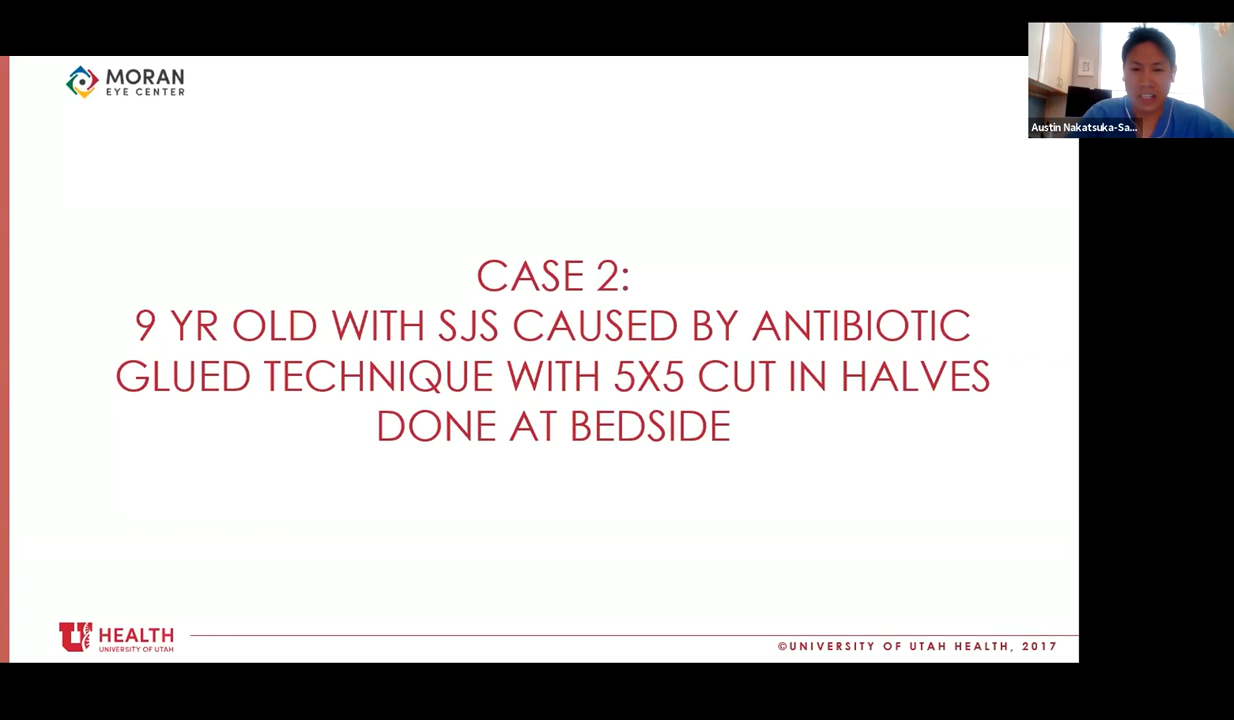 MORAN
EYE CENTER
Austin Nakatsuka-Sa...
CASE 2:
9 YR OLD WITH SJS CAUSED BY ANTIBIOTIC
GLUED TECHNIQUE WITH 5X5 CUT IN HALVES
DONE AT BEDSIDE
U HEALTH
UNIVERSITY OF UTAH
©UNIVERSITY OF UTAH HEALTH, 2017